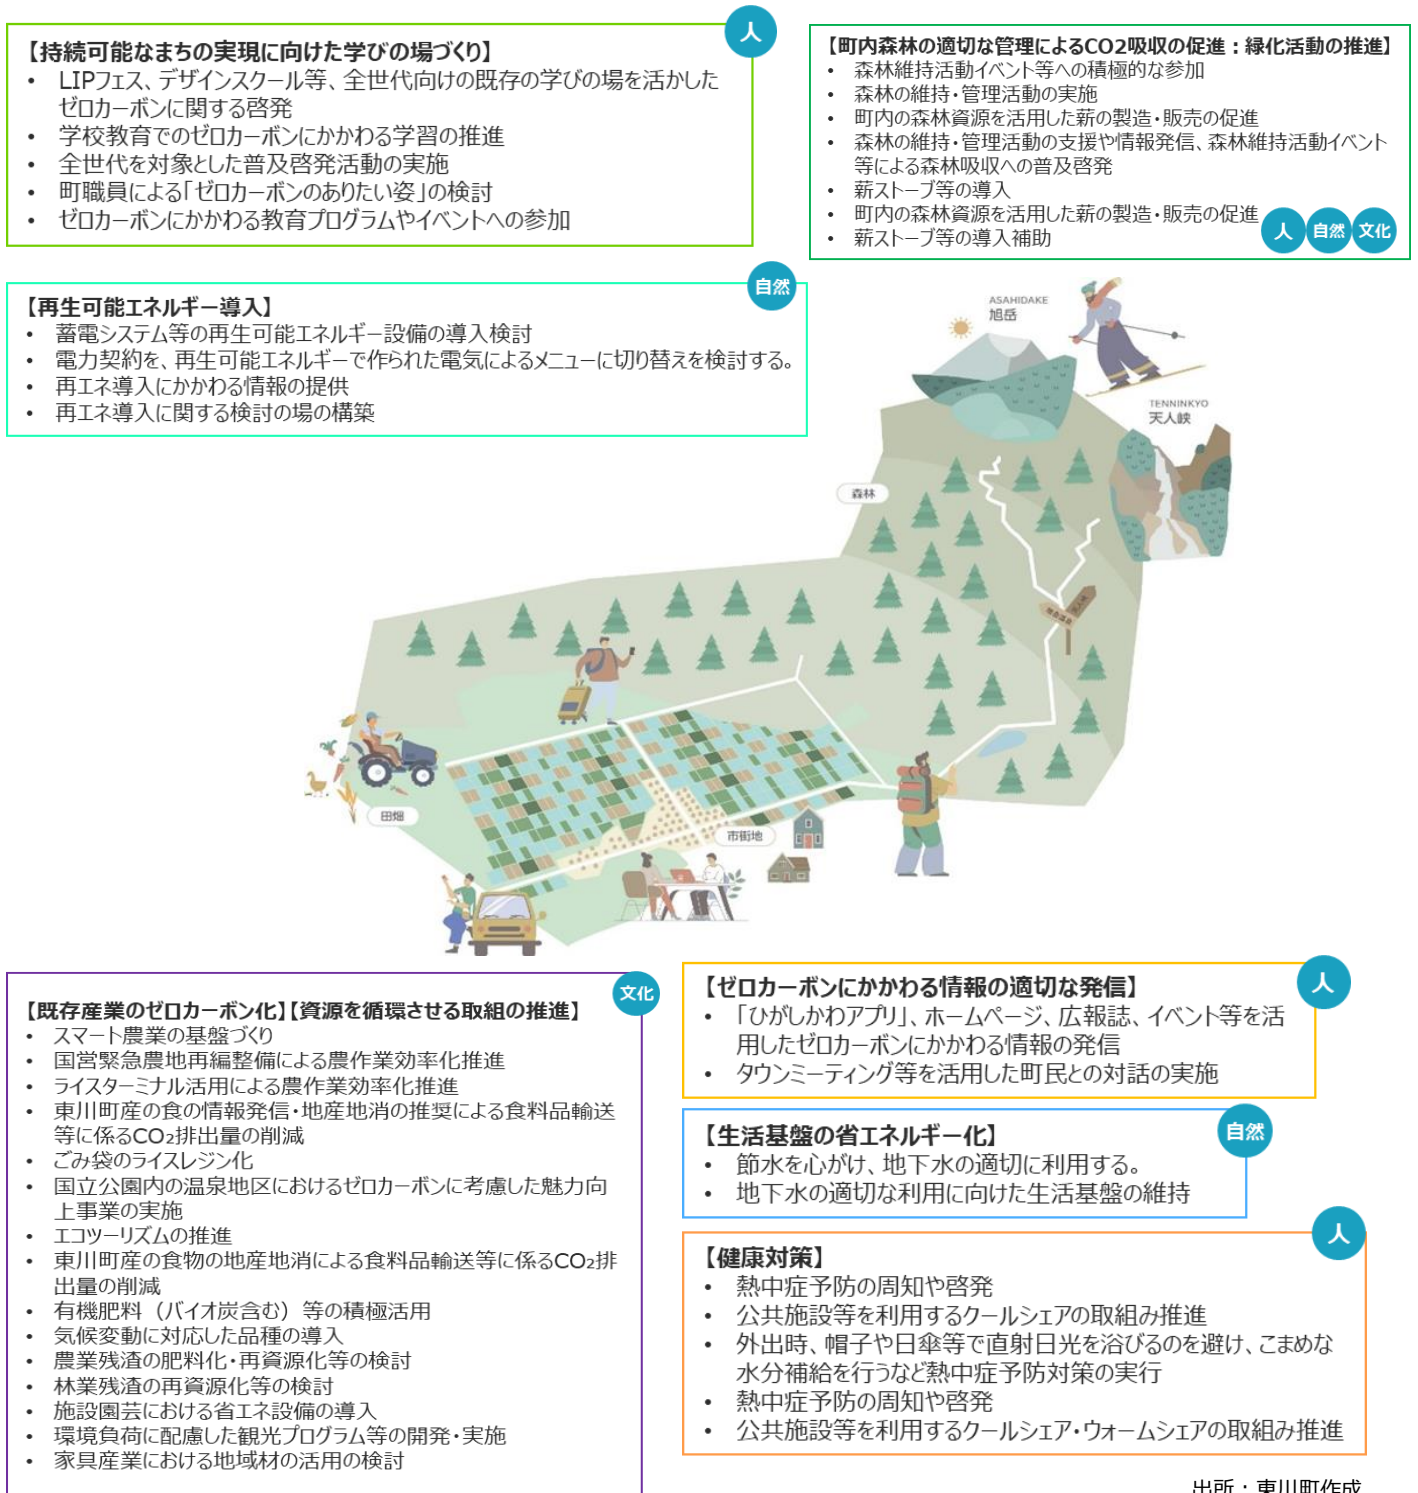 人
【持続可能なまちの実現に向けた学びの場づくり】
• LIPフェス、デザインスクール等、全世代向けの既存の学びの場を活かした
ゼロカーボンに関する啓発
• 学校教育でのゼロカーボンにかかわる学習の推進
• 全世代を対象とした普及啓発活動の実施
• 町職員による「ゼロカーボンのありたい姿」の検討
• ゼロカーボンにかかわる教育プログラムやイベントへの参加
【町内森林の適切な管理によるCO2吸収の促進：緑化活動の推進】
• 森林維持活動イベント等への積極的な参加
• 森林の維持・管理活動の実施
• 町内の森林資源を活用した薪の製造・販売の促進
• 森林の維持・管理活動の支援や情報発信、森林維持活動イベント
等による森林吸収への普及啓発
• 薪ストーブ等の導入
• 町内の森林資源を活用した薪の製造・販売の促進
• 薪ストーブ等の導入補助
人 自然 文化
自然
【再生可能エネルギー導入】
• 蓄電システム等の再生可能エネルギー設備の導入検討
• 電力契約を、再生可能エネルギーで作られた電気によるメニューに切り替えを検討する。
• 再エネ導入にかかわる情報の提供
• 再エネ導入に関する検討の場の構築
ASAHIDAKE
旭岳
TENNINKYO
天人峡
森林
天人峡
田畑
市街地
文化
【既存産業のゼロカーボン化】【資源を循環させる取組の推進】
• スマート農業の基盤づくり
• 国営緊急農地再編整備による農作業効率化推進
• ライスターミナル活用による農作業効率化推進
• 東川町産の食の情報発信・地産地消の推奨による食料品輸送
等に係るCO₂排出量の削減
• ごみ袋のライスレジン化
• 国立公園内の温泉地区におけるゼロカーボンに考慮した魅力向
上事業の実施
• エコツーリズムの推進
• 東川町産の食物の地産地消による食料品輸送等に係るCO₂排
出量の削減
• 有機肥料（バイオ炭含む）等の積極活用
• 気候変動に対応した品種の導入
• 農業残渣の肥料化・再資源化等の検討
• 林業残渣の再資源化等の検討
• 施設園芸における省エネ設備の導入
• 環境負荷に配慮した観光プログラム等の開発・実施
• 家具産業における地域材の活用の検討
人
【ゼロカーボンにかかわる情報の適切な発信】
• 「ひがしかわアプリ」、ホームページ、広報誌、イベント等を活
用したゼロカーボンにかかわる情報の発信
• タウンミーティング等を活用した町民との対話の実施
自然
【生活基盤の省エネルギー化】
• 節水を心がけ、地下水の適切に利用する。
• 地下水の適切な利用に向けた生活基盤の維持
人
【健康対策】
• 熱中症予防の周知や啓発
• 公共施設等を利用するクールシェアの取組み推進
• 外出時、帽子や日傘等で直射日光を浴びるのを避け、こまめな
水分補給を行うなど熱中症予防対策の実行
• 熱中症予防の周知や啓発
• 公共施設等を利用するクールシェア・ウォームシェアの取組み推進
出所：東川町作成